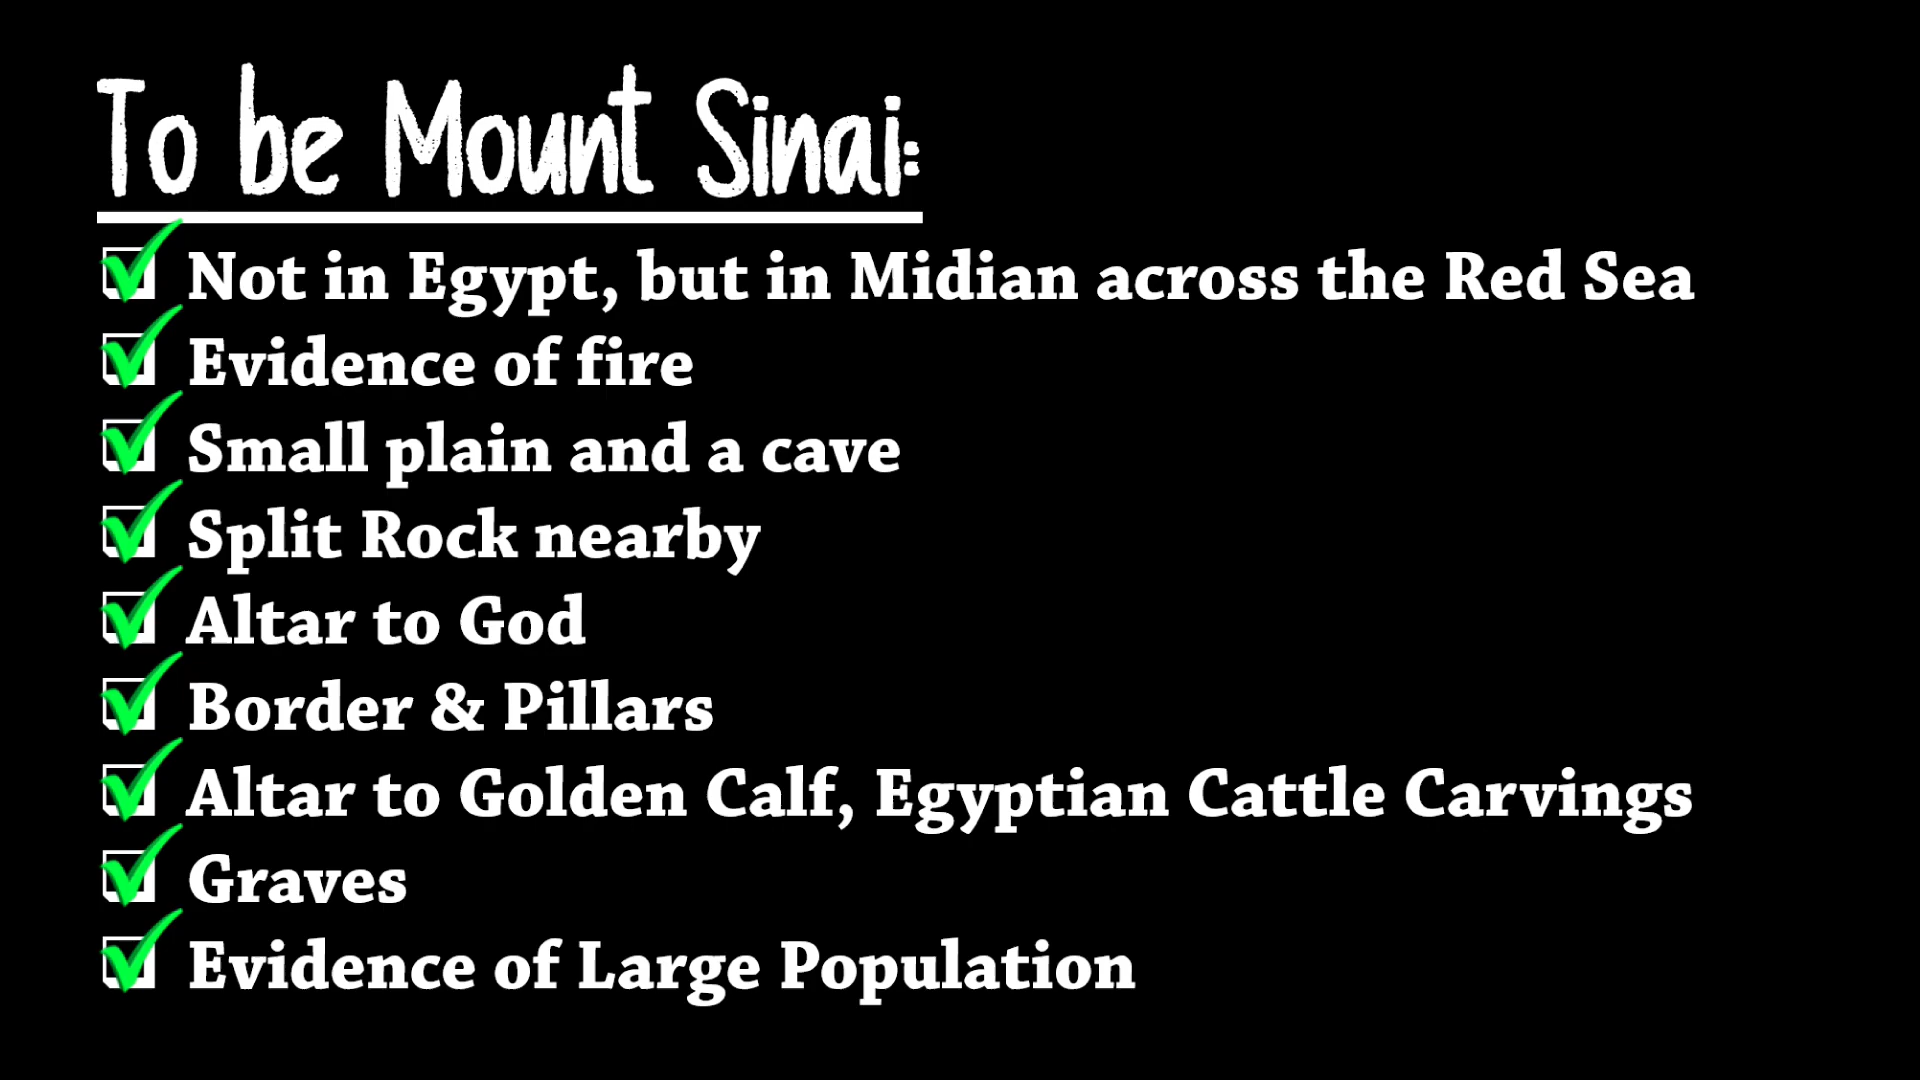 To be Mount Sinai:
Not in Egypt, but in Midian across the Red Sea
Evidence of fire
Small plain and a cave
Split Rock nearby
Altar to God
Border & Pillars
Altar to Golden Calf, Egyptian Cattle Carvings
Graves
Evidence of Large Population